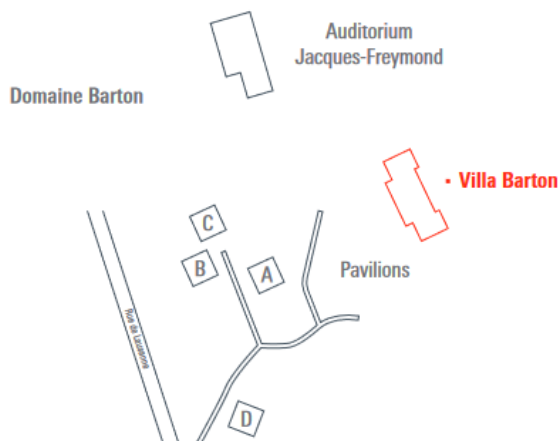 Auditorium
Jacques-Freymond
Domaine Barton
Villa Barton
C
B
A
Pavilions
Rue de Lausanne
D